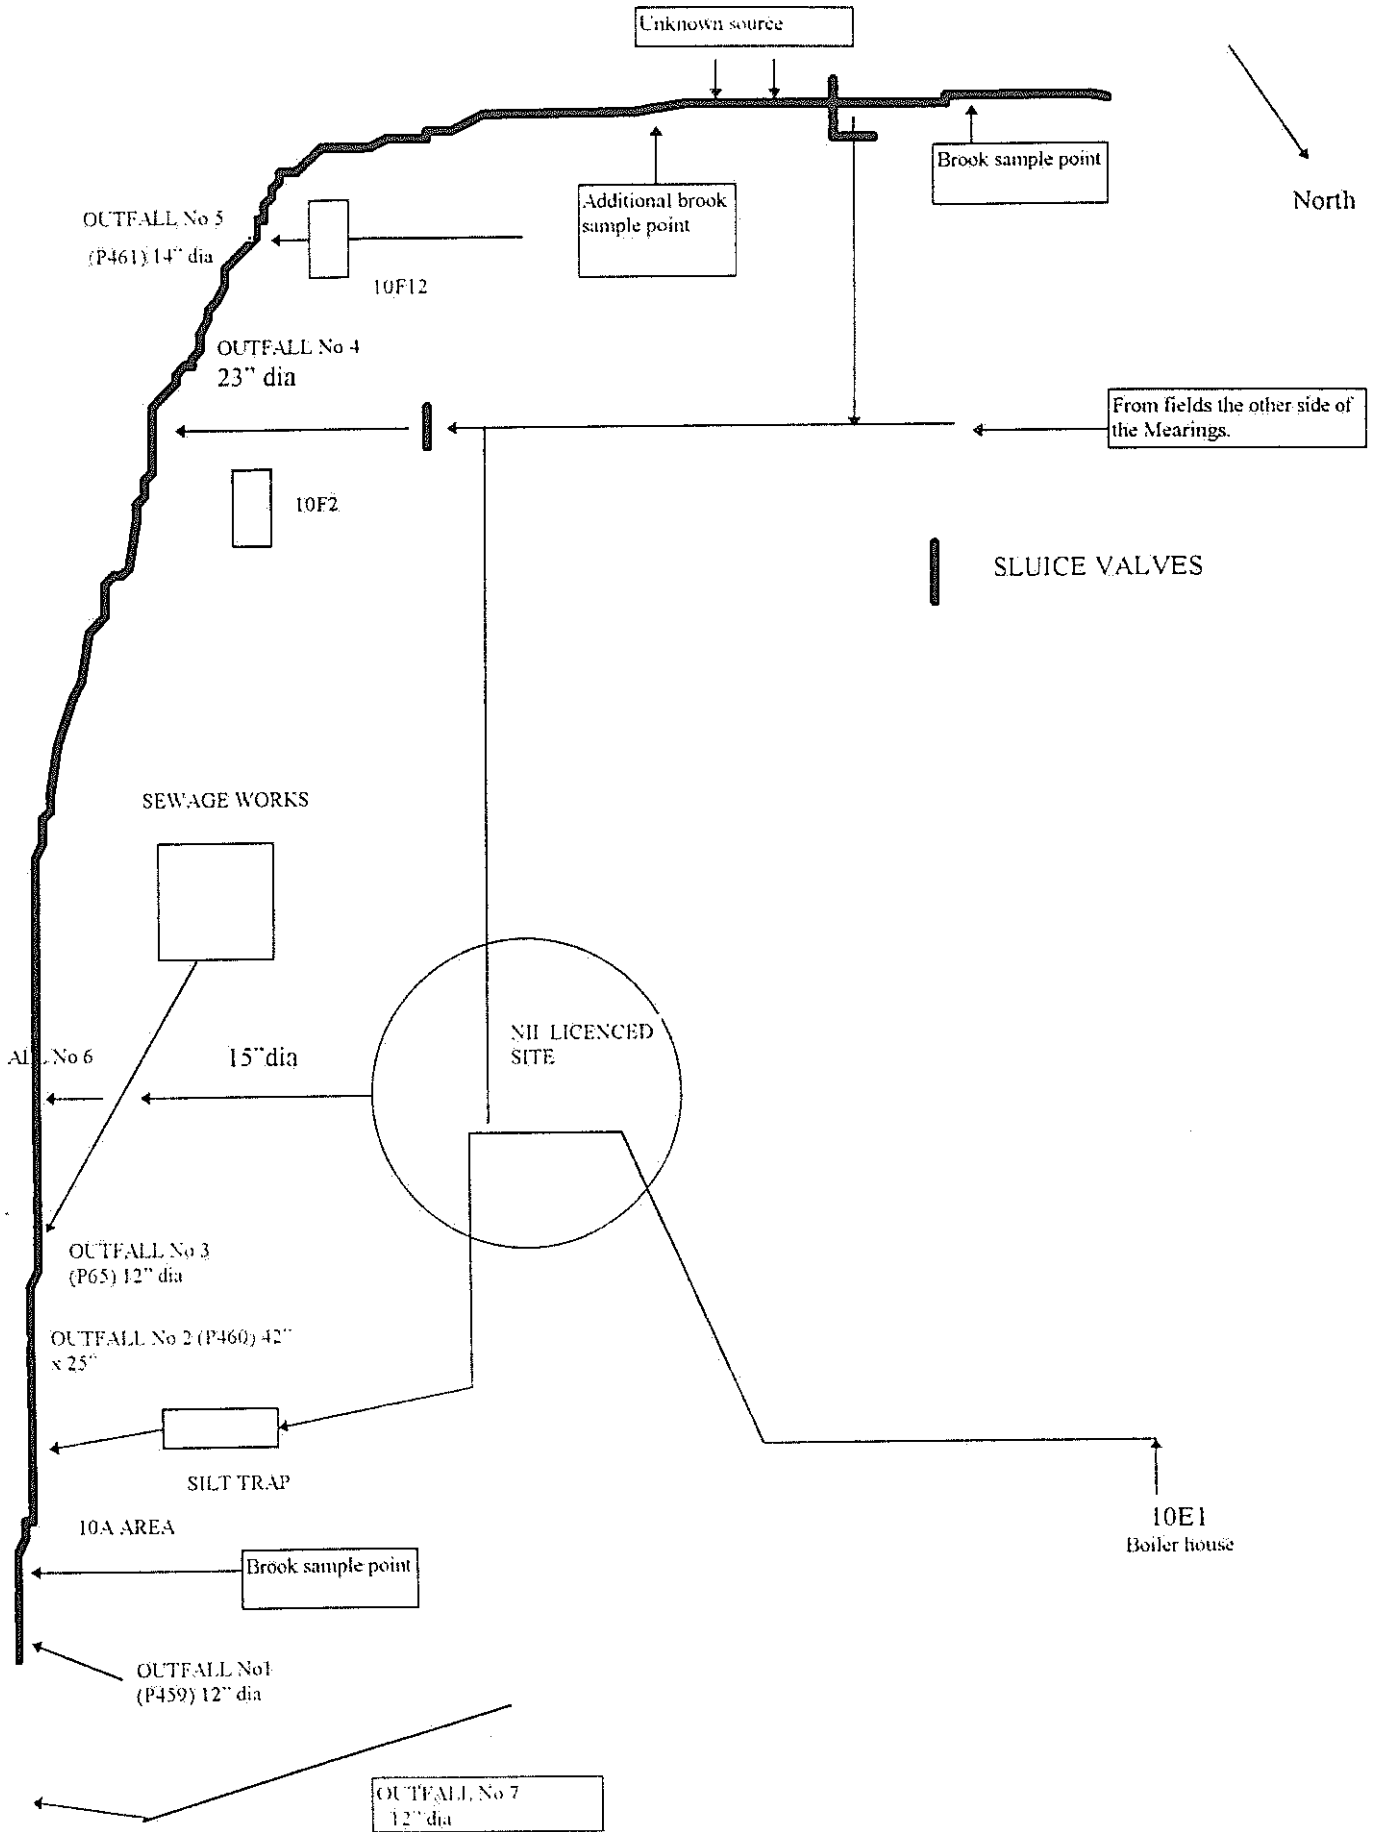 Unknown source
Brook sample point
North
Additional brook
sample point
OUTFALL No 5
(P461) 14" dia
10F12
OUTFALL No 4
23" dia
From fields the other side of
the Mearings.
10F2
SLUICE VALVES
SEWAGE WORKS
NII LICENCED
SITE
ALL No 6
15"dia
OUTFALL No 3
(P65) 12" dia
OUTFALL No 2 (P460) 42"
x 25"
SILT TRAP
10A AREA
10E1
Boiler house
Brook sample point
OUTFALL No1
(P459) 12" dia
OUTFALL No 7
12" dia